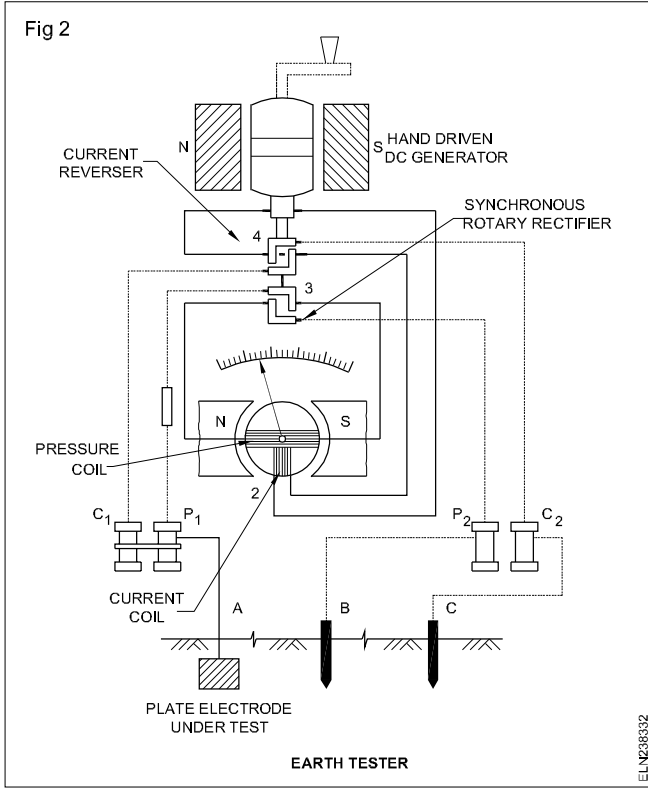 Fig 2
N
S
HAND DRIVEN
DC GENERATOR
CURRENT
REVERSER
SYNCHRONOUS
ROTARY RECTIFIER
4
3
N
S
PRESSURE
COIL
2
C1
P1
P2
C2
CURRENT
COIL
A
B
C
PLATE ELECTRODE
UNDER TEST
EARTH TESTER
ELN238332